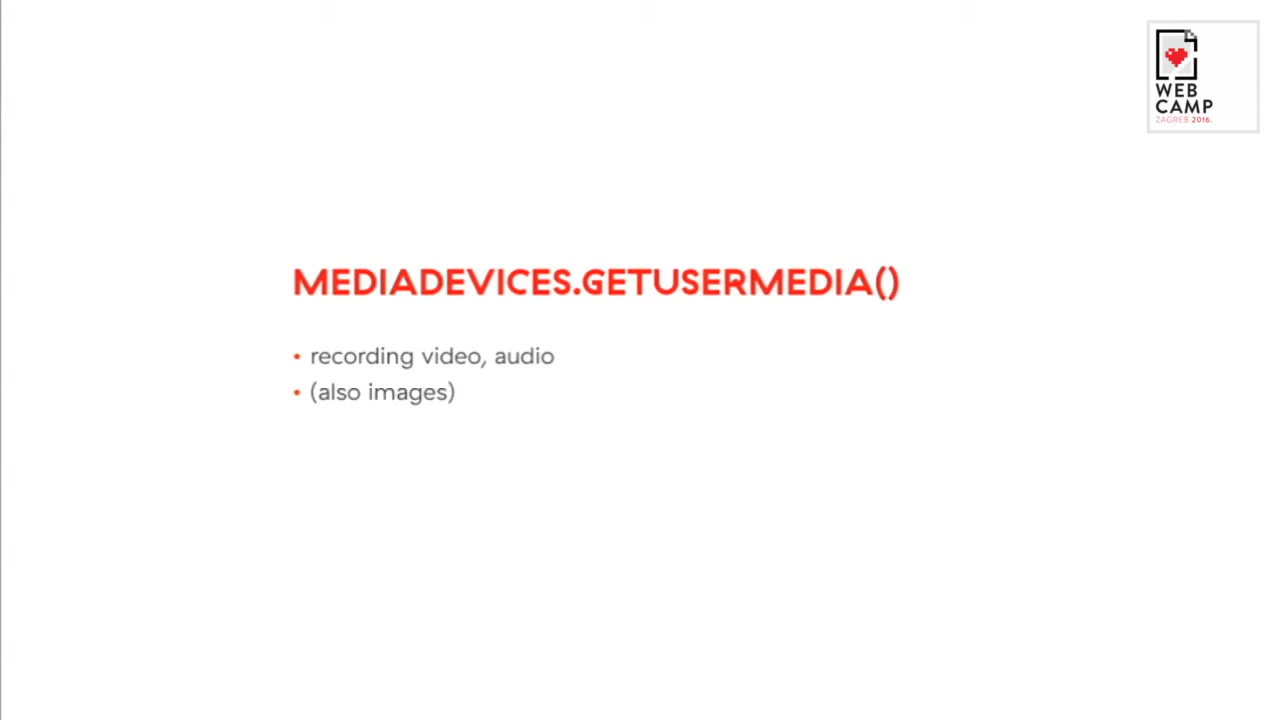 WEB
CAMP
ZAGREB 2016.
MEDIADEVICES.GETUSERMEDIA()
• recording video, audio
• (also images)